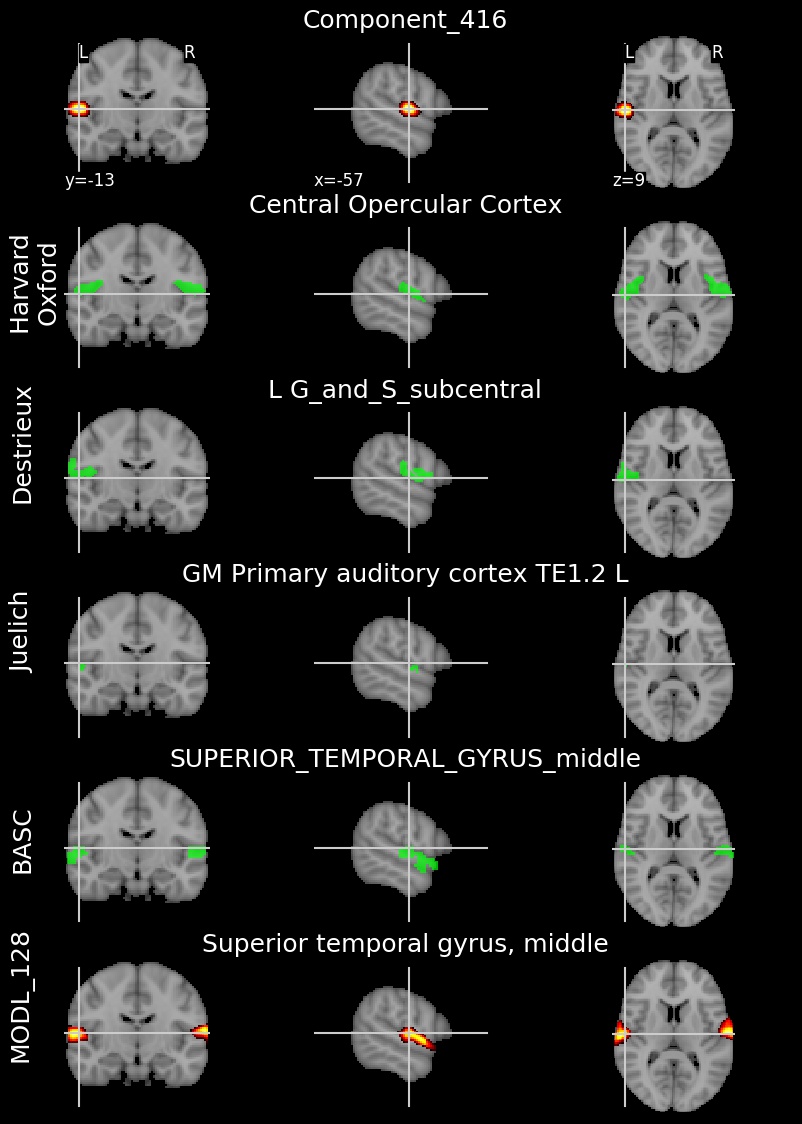 Component_416
L R
L R
y=-13
x=-57
z=9
Central Opercular Cortex
Harvard
Oxford
L G_and_S_subcentral
Destrieux
GM Primary auditory cortex TE1.2 L
Juelich
SUPERIOR_TEMPORAL_GYRUS_middle
BASC
Superior temporal gyrus, middle
MODL_128